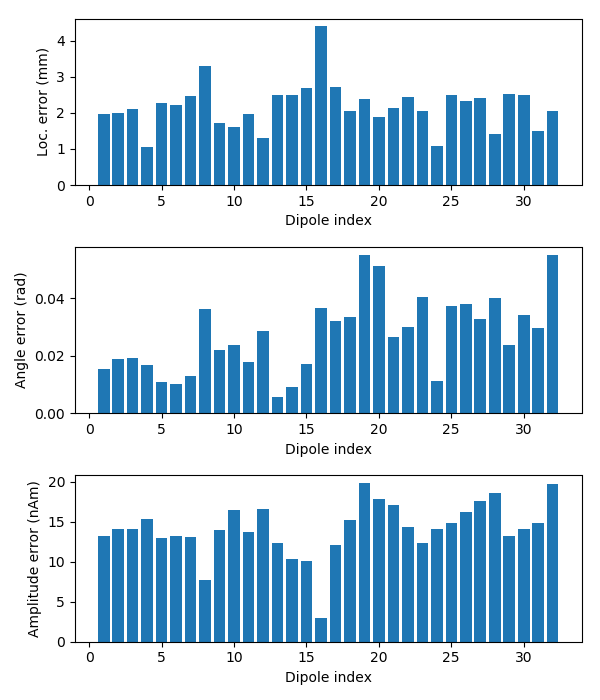 Loc. error (mm)
4
3
2
1
0
0 5 10 15 20 25 30
Dipole index
Angle error (rad)
0.04
0.02
0.00
0 5 10 15 20 25 30
Dipole index
Amplitude error (nAm)
20
15
10
5
0
0 5 10 15 20 25 30
Dipole index